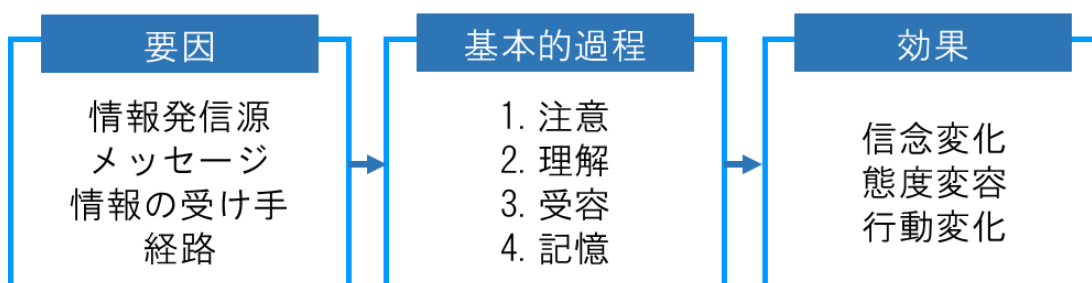 要因
情報発信源
メッセージ
情報の受け手
経路
基本的過程
1. 注意
2. 理解
3. 受容
4. 記憶
効果
信念変化
態度変容
行動変化